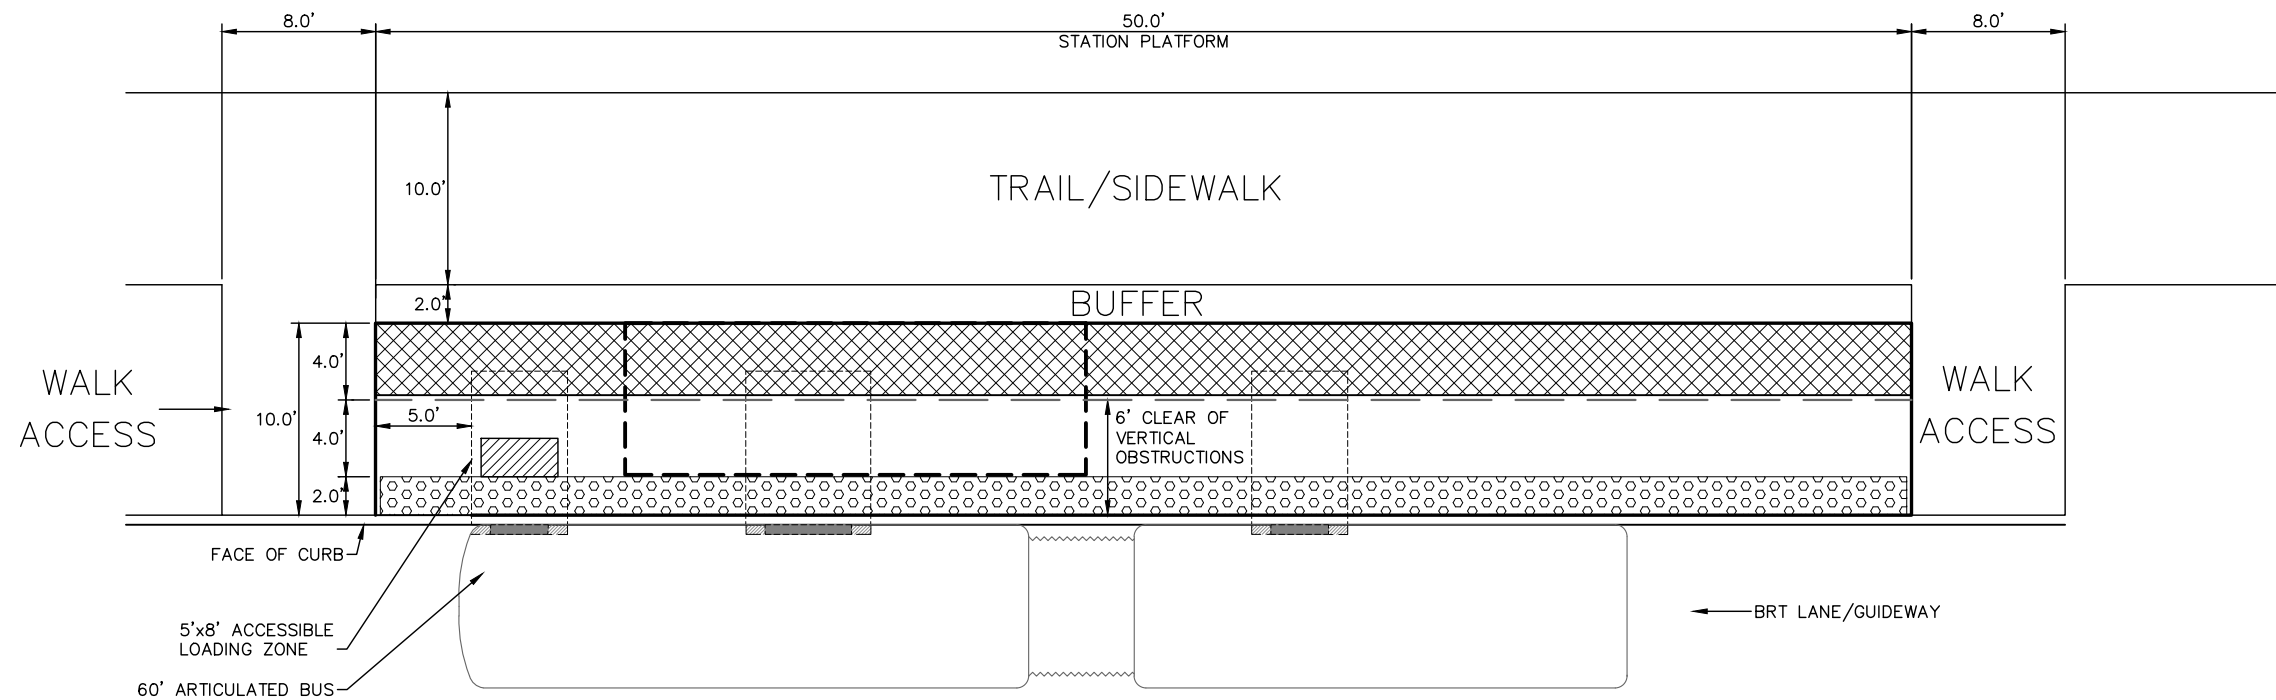 8.0'
50.0'
8.0'
STATION PLATFORM
10.0'
TRAIL/SIDEWALK
2.0'
BUFFER
4.0'
WALK
ACCESS
10.0'
4.0'
5.0'
2.0'
6' CLEAR OF
VERTICAL
OBSTRUCTIONS
WALK
ACCESS
FACE OF CURB
5'x8' ACCESSIBLE
LOADING ZONE
60' ARTICULATED BUS
BRT LANE/GUIDEWAY